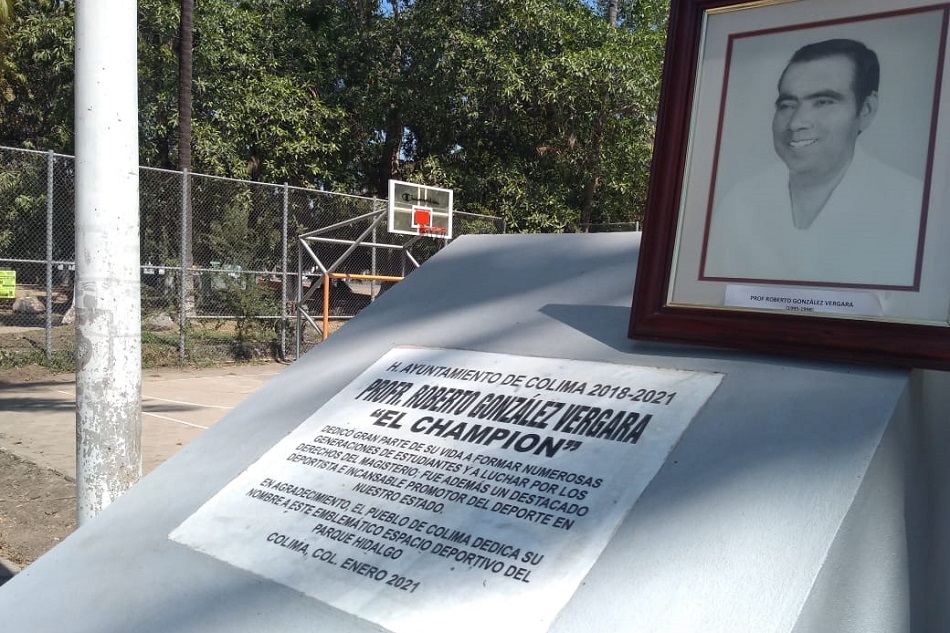 H. AYUNTAMIENTO DE COLIMA 2018-2021
PROFR. ROBERTO GONZÁLEZ VERGARA
"EL CHAMPION"
DEDICÓ GRAN PARTE DE SU VIDA A FORMAR NUMEROSAS
GENERACIONES DE ESTUDIANTES Y A LUCHAR POR LOS
DERECHOS DEL MAGISTERIO; FUE ADEMÁS UN DESTACADO
DEPORTISTA E INCANSABLE PROMOTOR DEL DEPORTE EN
NUESTRO ESTADO.
EN AGRADECIMIENTO, EL PUEBLO DE COLIMA DEDICA SU
NOMBRE A ESTE EMBLEMÁTICO ESPACIO DEPORTIVO DEL
PARQUE HIDALGO
COLIMA, COL. ENERO 2021
PROF ROBERTO GONZÁLEZ VERGARA